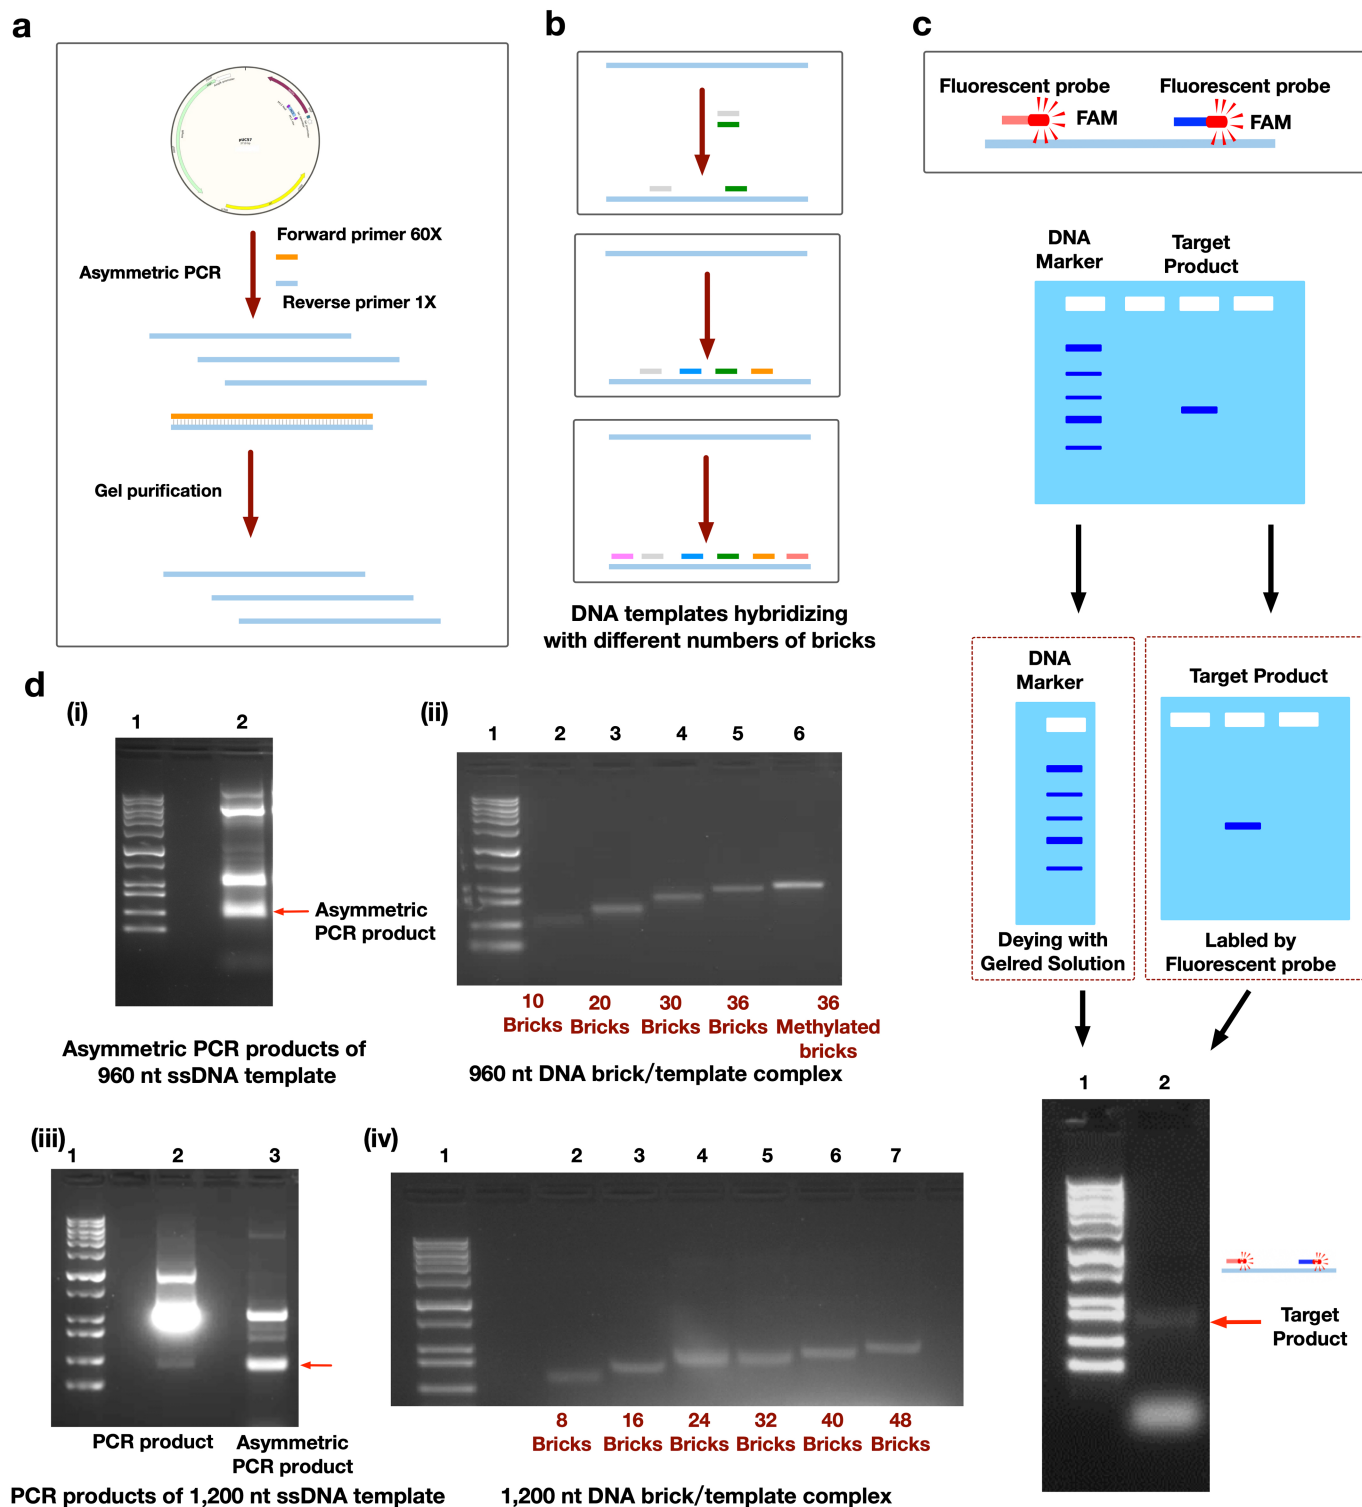 a
Forward primer 60X
Asymmetric PCR
Reverse primer 1X
Gel purification
b
DNA templates hybridizing
with different numbers of bricks
c
Fluorescent probe
FAM
Fluorescent probe
FAM
DNA
Marker
Target
Product
DNA
Marker
Deying with
Gelred Solution
Target Product
Labled by
Fluorescent probe
1 2
Target
Product
d
(i)
1 2
Asymmetric
PCR product
Asymmetric PCR products of
960 nt ssDNA template
(ii)
1 2 3 4 5 6
10 20 30 36 36
Bricks Bricks Bricks Bricks Methylated
bricks
960 nt DNA brick/template complex
(iii)
1 2 3
PCR product
Asymmetric
PCR product
PCR products of 1,200 nt ssDNA template
(iv)
1 2 3 4 5 6 7
8 16 24 32 40 48
Bricks Bricks Bricks Bricks Bricks Bricks
1,200 nt DNA brick/template complex